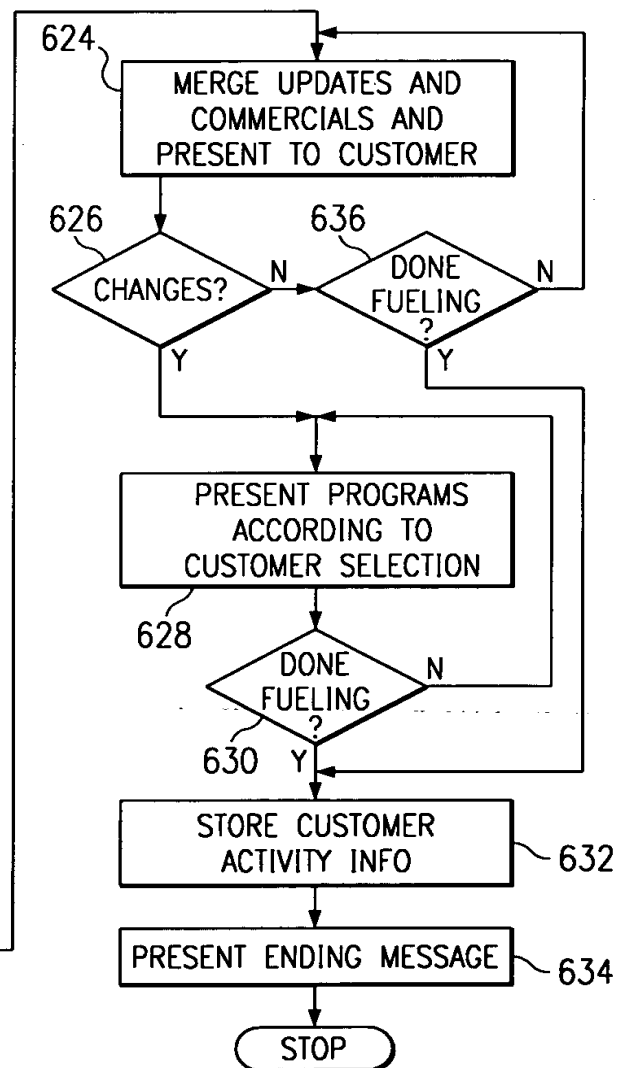 624
MERGE UPDATES AND
COMMERCIALS AND
PRESENT TO CUSTOMER
626
CHANGES?
N
Y
636
DONE
FUELING
?
N
Y
PRESENT PROGRAMS
ACCORDING TO
CUSTOMER SELECTION
628
DONE
FUELING
?
N
630
Y
STORE CUSTOMER
ACTIVITY INFO
632
PRESENT ENDING MESSAGE
634
STOP